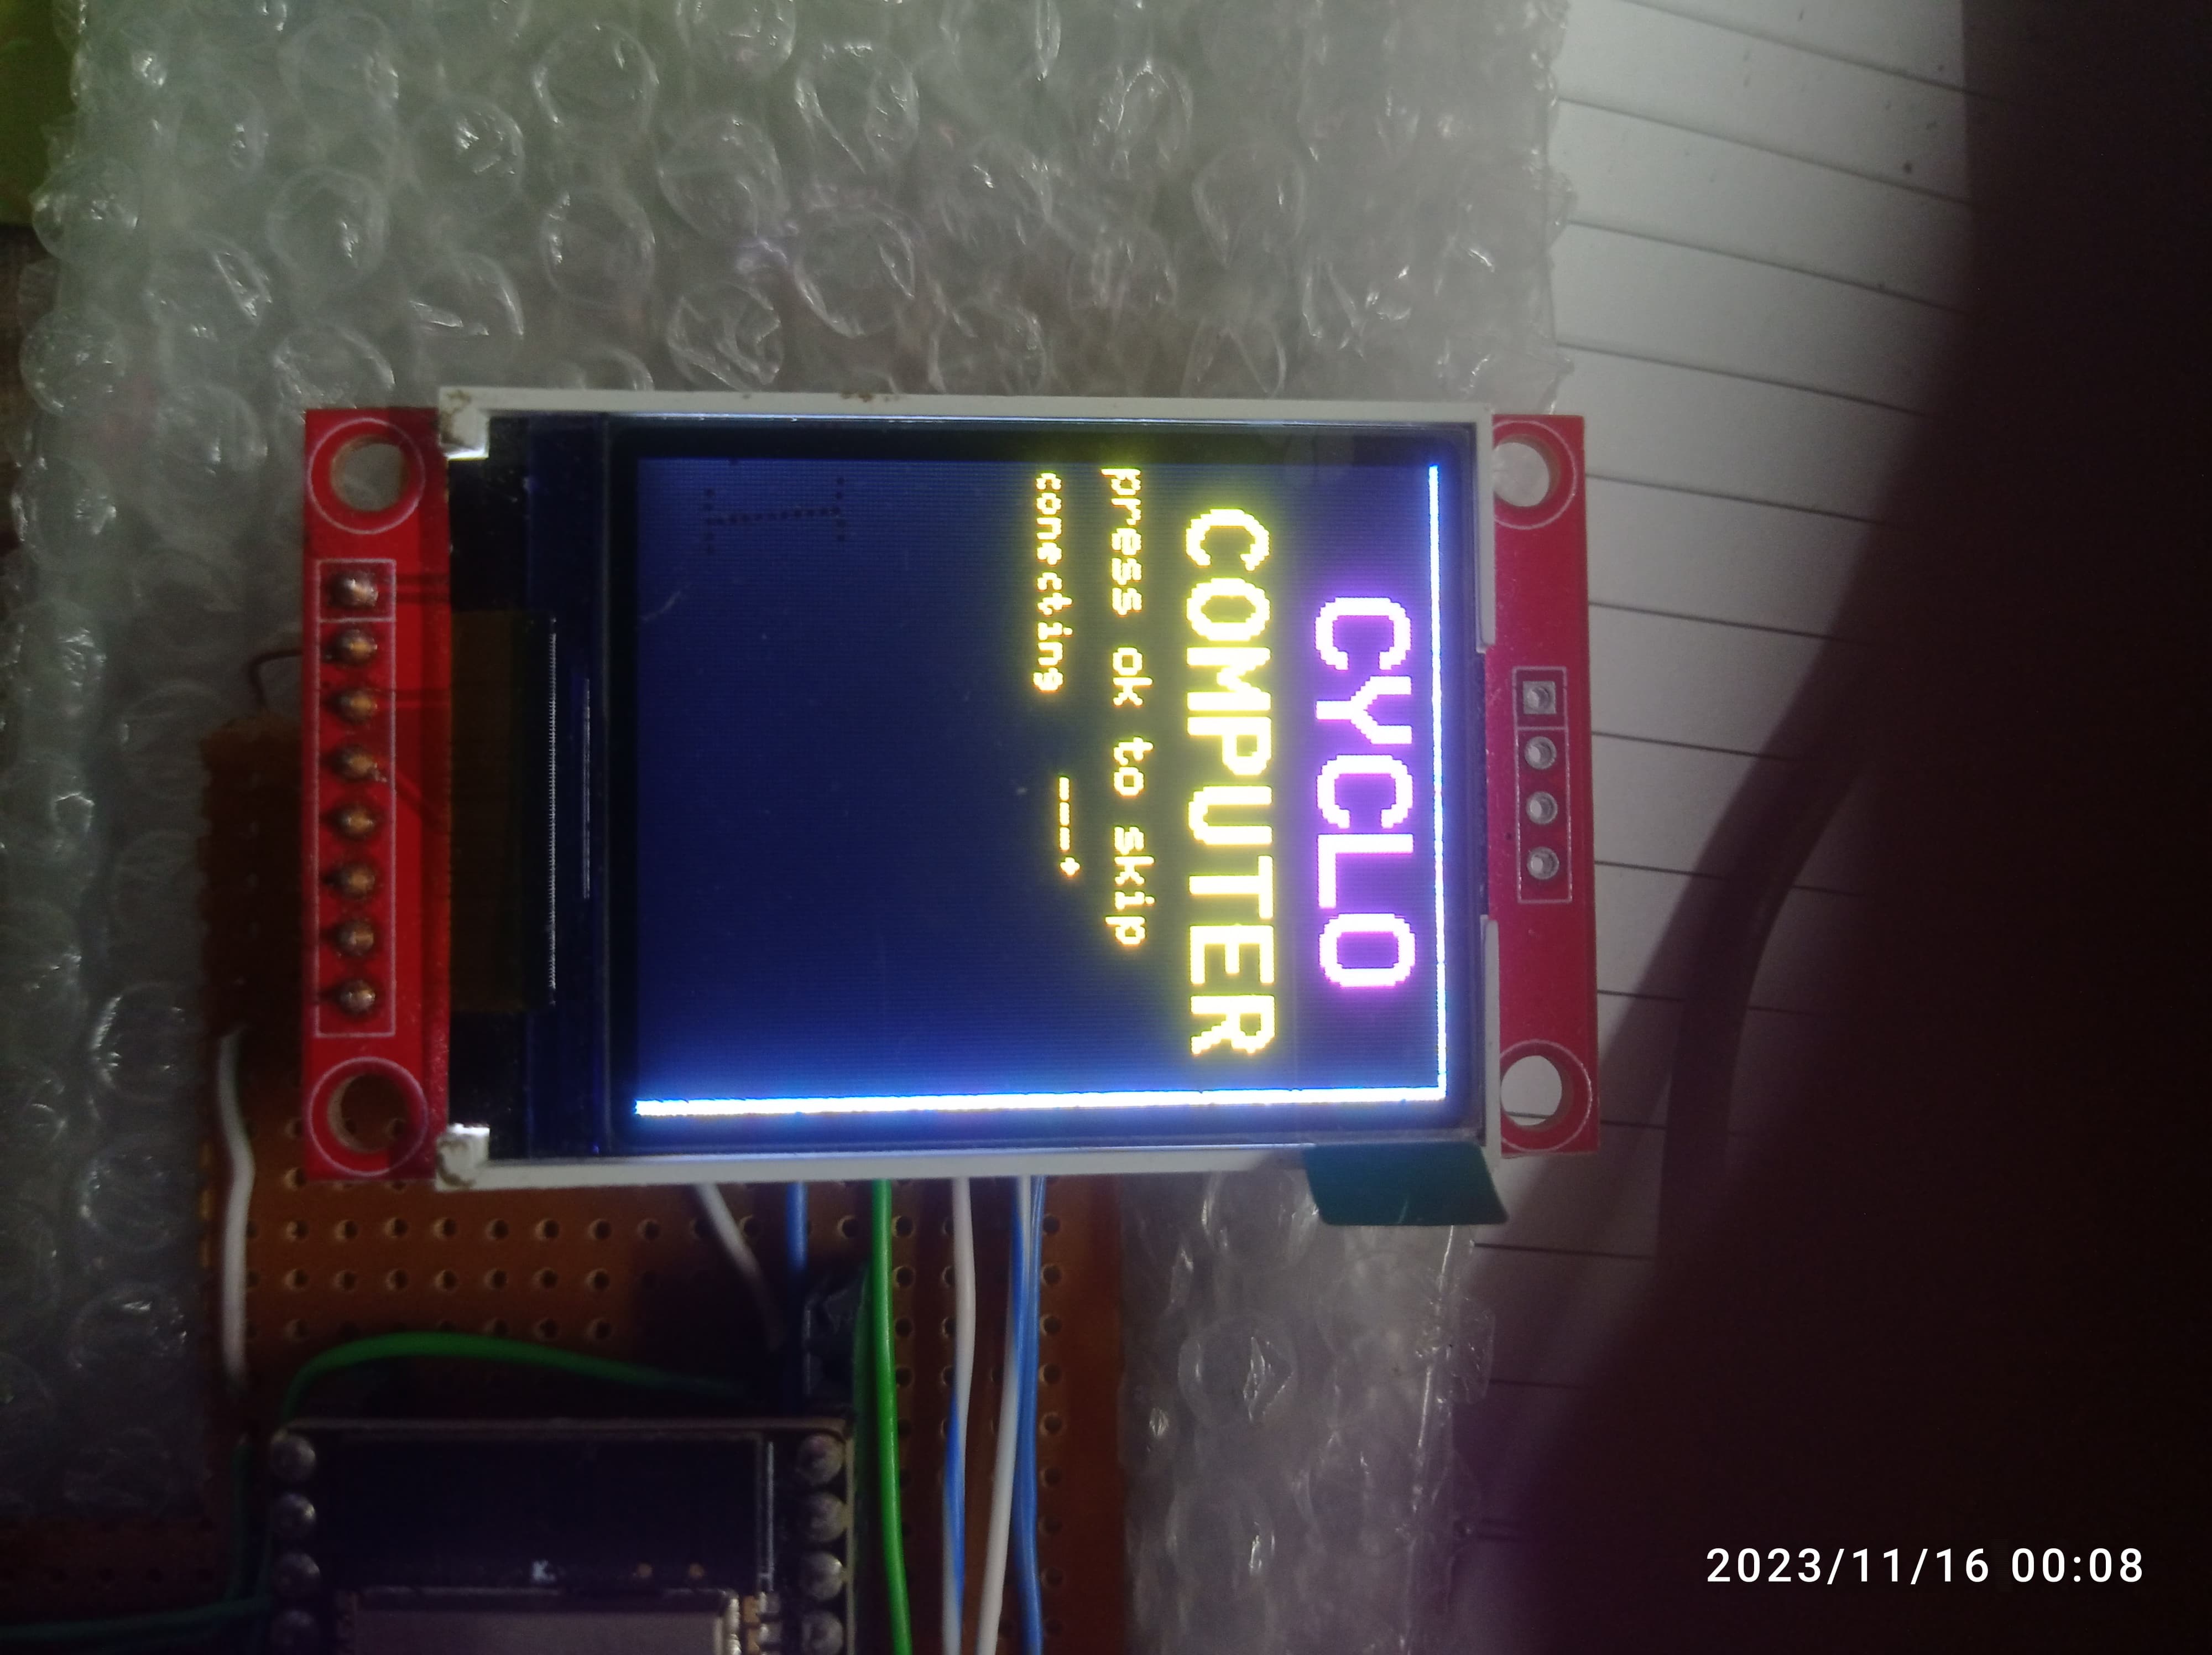 CYCLO
COMPUTER
press ok to skip
conecting ---+
2023/11/16 00:08